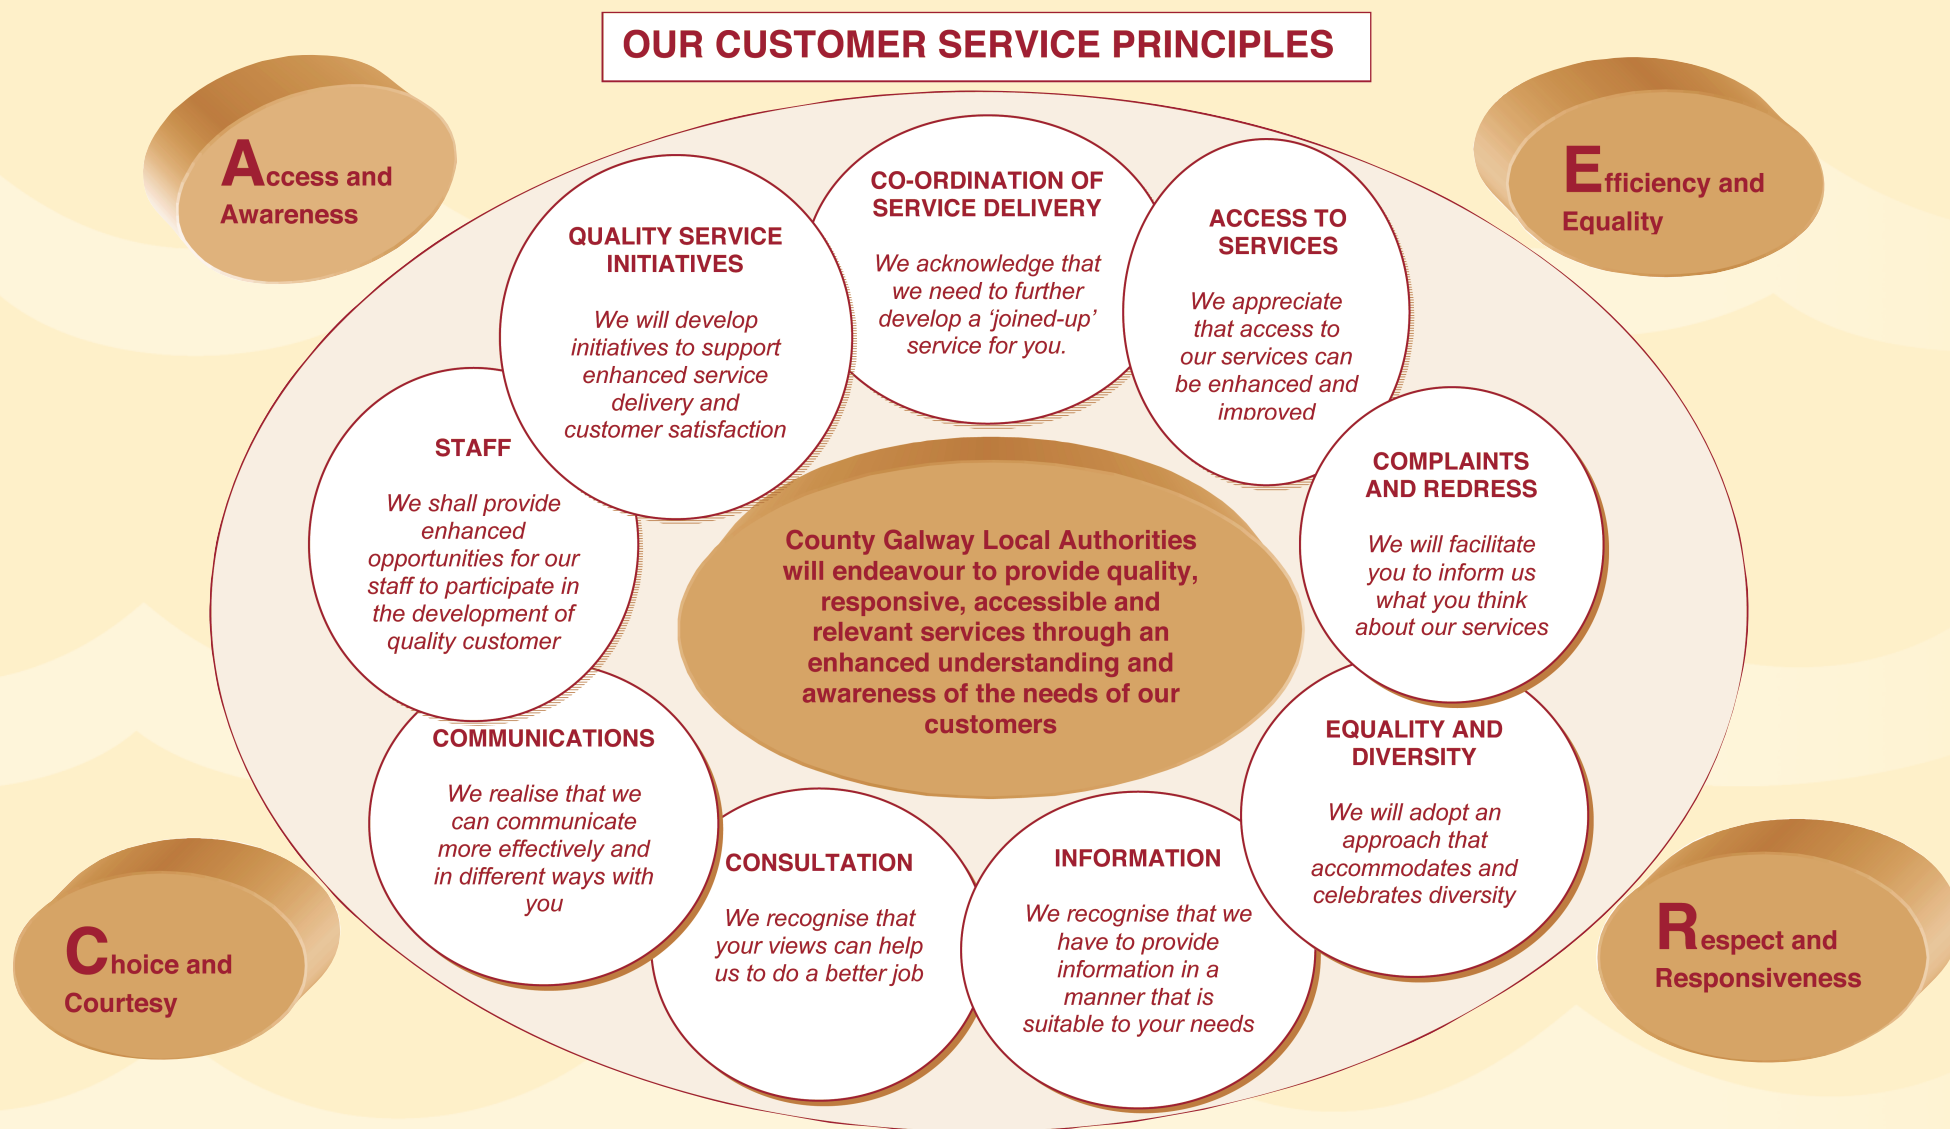 OUR CUSTOMER SERVICE PRINCIPLES
Access and
Awareness
Efficiency and
Equality
CO-ORDINATION OF
SERVICE DELIVERY
We acknowledge that
we need to further
develop a ‘joined-up’
service for you.
ACCESS TO
SERVICES
We appreciate
that access to
our services can
be enhanced and
improved
COMPLAINTS
AND REDRESS
We will facilitate
you to inform us
what you think
about our services
EQUALITY AND
DIVERSITY
We will adopt an
approach that
accommodates and
celebrates diversity
INFORMATION
We recognise that we
have to provide
information in a
manner that is
suitable to your needs
CONSULTATION
We recognise that
your views can help
us to do a better job
COMMUNICATIONS
We realise that we
can communicate
more effectively and
in different ways with
you
STAFF
We shall provide
enhanced
opportunities for our
staff to participate in
the development of
quality customer
QUALITY SERVICE
INITIATIVES
We will develop
initiatives to support
enhanced service
delivery and
customer satisfaction
County Galway Local Authorities
will endeavour to provide quality,
responsive, accessible and
relevant services through an
enhanced understanding and
awareness of the needs of our
customers
Choice and
Courtesy
Respect and
Responsiveness